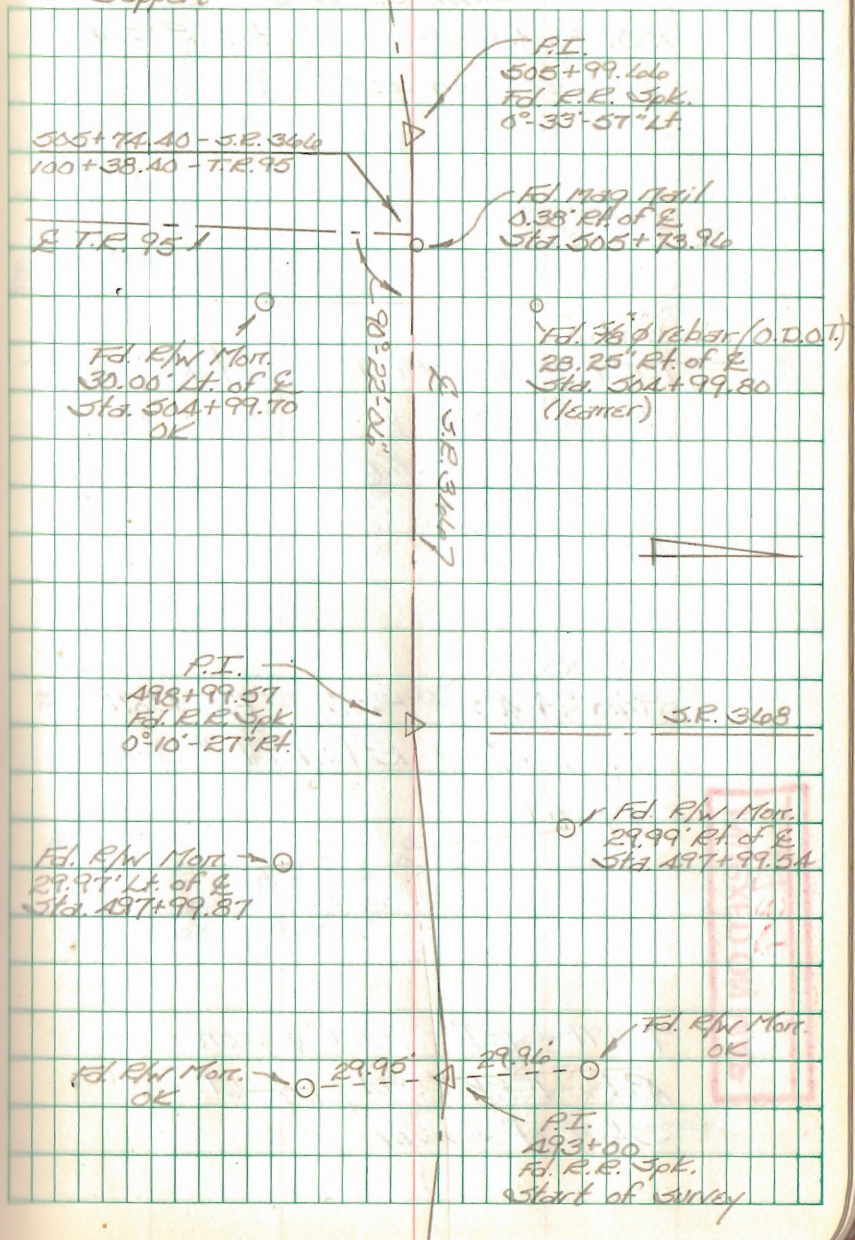 Support
P.I.
505+99.66
Fd. R.R. Spk.
0°-33'-57" Lt.
505+74.40 - S.R. 366
100+38.40 - T.R. 95
Fd Mag Nail
0.38' Rt. of ℄
Sta. 505+73.96
℄ T.R. 95
Fd. R/W Mon.
30.00' Lt. of ℄
Sta. 504+99.70
OK
∠ 90°-22'-06"
℄ S.R. 366
Fd. 5/8" ø rebar (O.D.O.T.)
28.25' Rt. of ℄
Sta. 504+99.80
(leaner)
P.I.
498+99.57
Fd. R.R. Spk.
0°-10'-27" Rt.
S.R. 368
Fd. R/W Mon.
29.99' Rt. of ℄
Sta. 497+99.54
Fd. R/W Mon.
29.97' Lt. of ℄
Sta. 497+99.87
Fd. R/W Mon.
OK
Fd. R/W Mon.
OK
29.95'
29.96'
P.I.
493+00
Fd. R.R. Spk.
Start of Survey